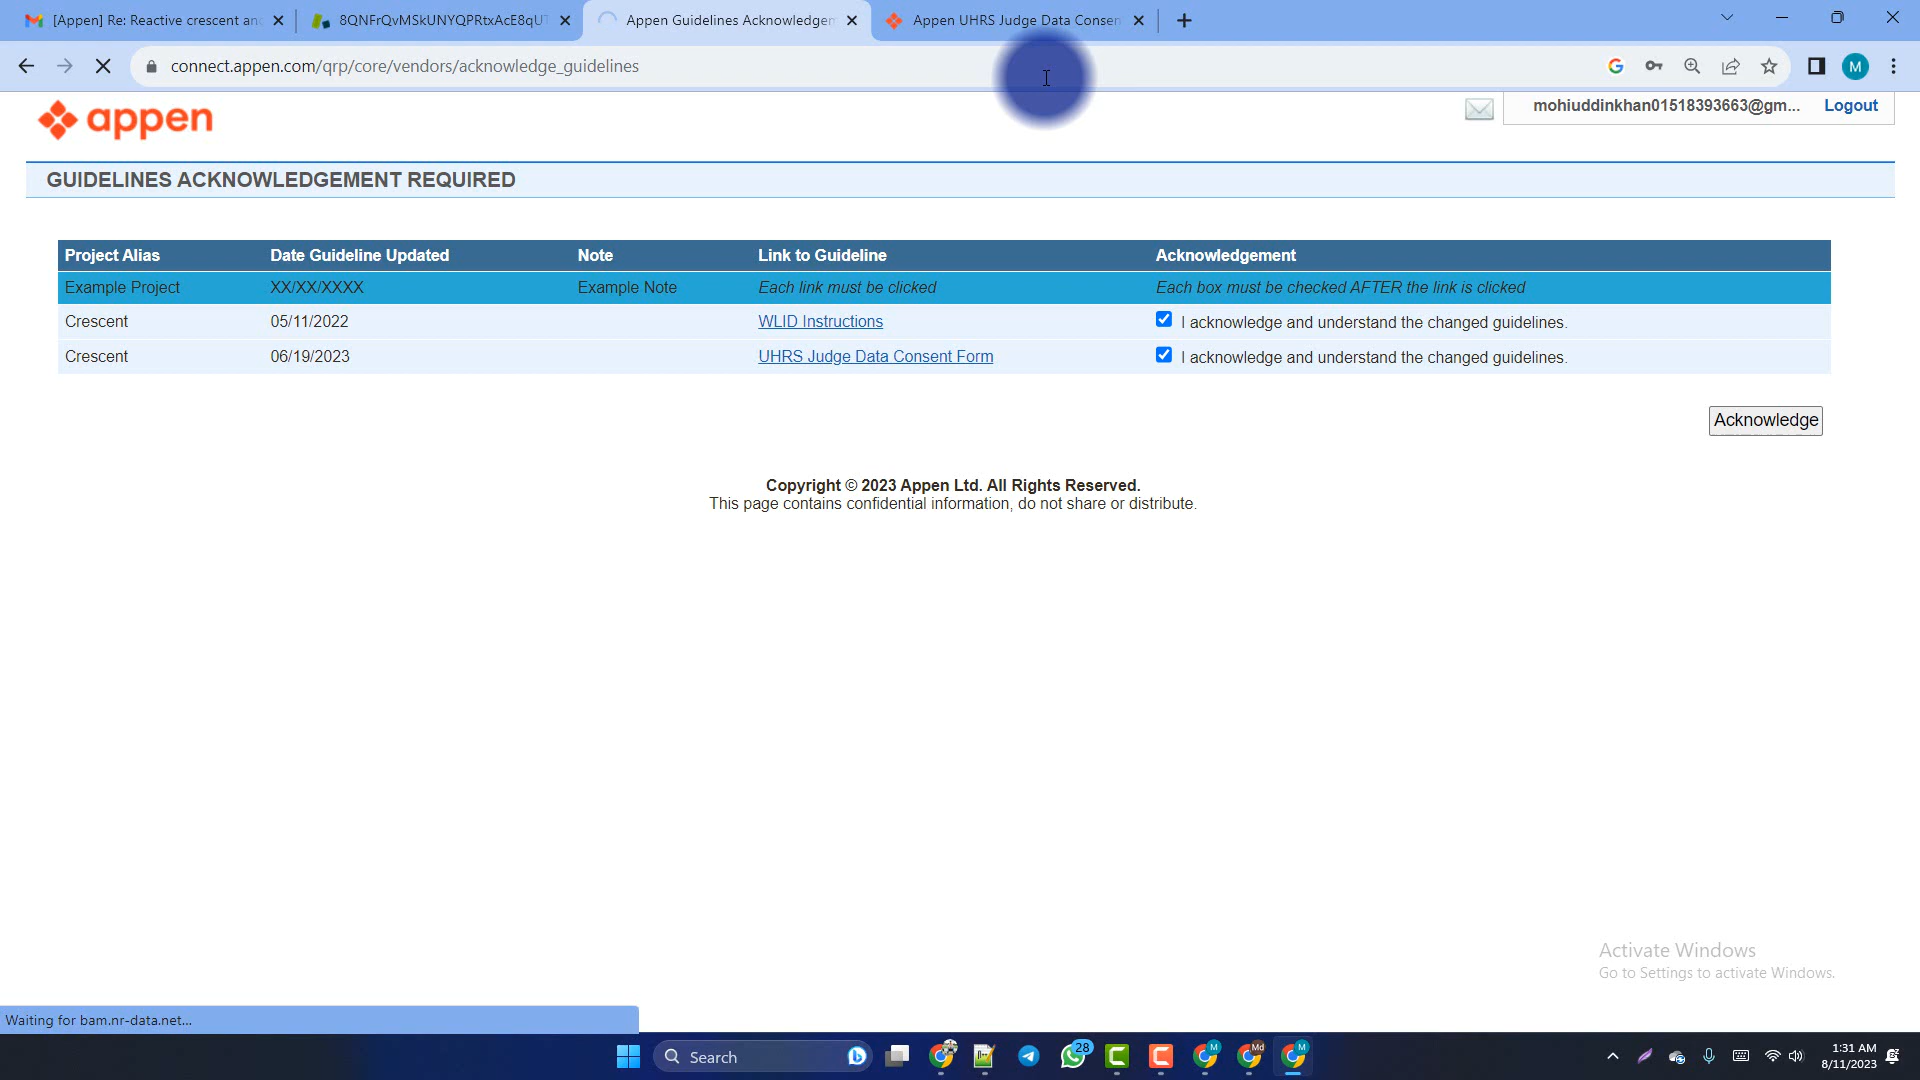 [Appen] Re: Reactive crescent an
8QNFrQvMSkUNYQPRtxAcE8qUT
Appen Guidelines Acknowledgem
Appen UHRS Judge Data Consen
connect.appen.com/qrp/core/vendors/acknowledge_guidelines
M
appen
mohiuddinkhan01518393663@gm... Logout
GUIDELINES ACKNOWLEDGEMENT REQUIRED
Project Alias Date Guideline Updated Note Link to Guideline Acknowledgement
Example Project XX/XX/XXXX Example Note Each link must be clicked Each box must be checked AFTER the link is clicked
Crescent 05/11/2022 WLID Instructions I acknowledge and understand the changed guidelines.
Crescent 06/19/2023 UHRS Judge Data Consent Form I acknowledge and understand the changed guidelines.
Acknowledge
Copyright © 2023 Appen Ltd. All Rights Reserved.
This page contains confidential information, do not share or distribute.
Activate Windows
Go to Settings to activate Windows.
Waiting for bam.nr-data.net...
Search
28
M
Md
M
1:31 AM
8/11/2023